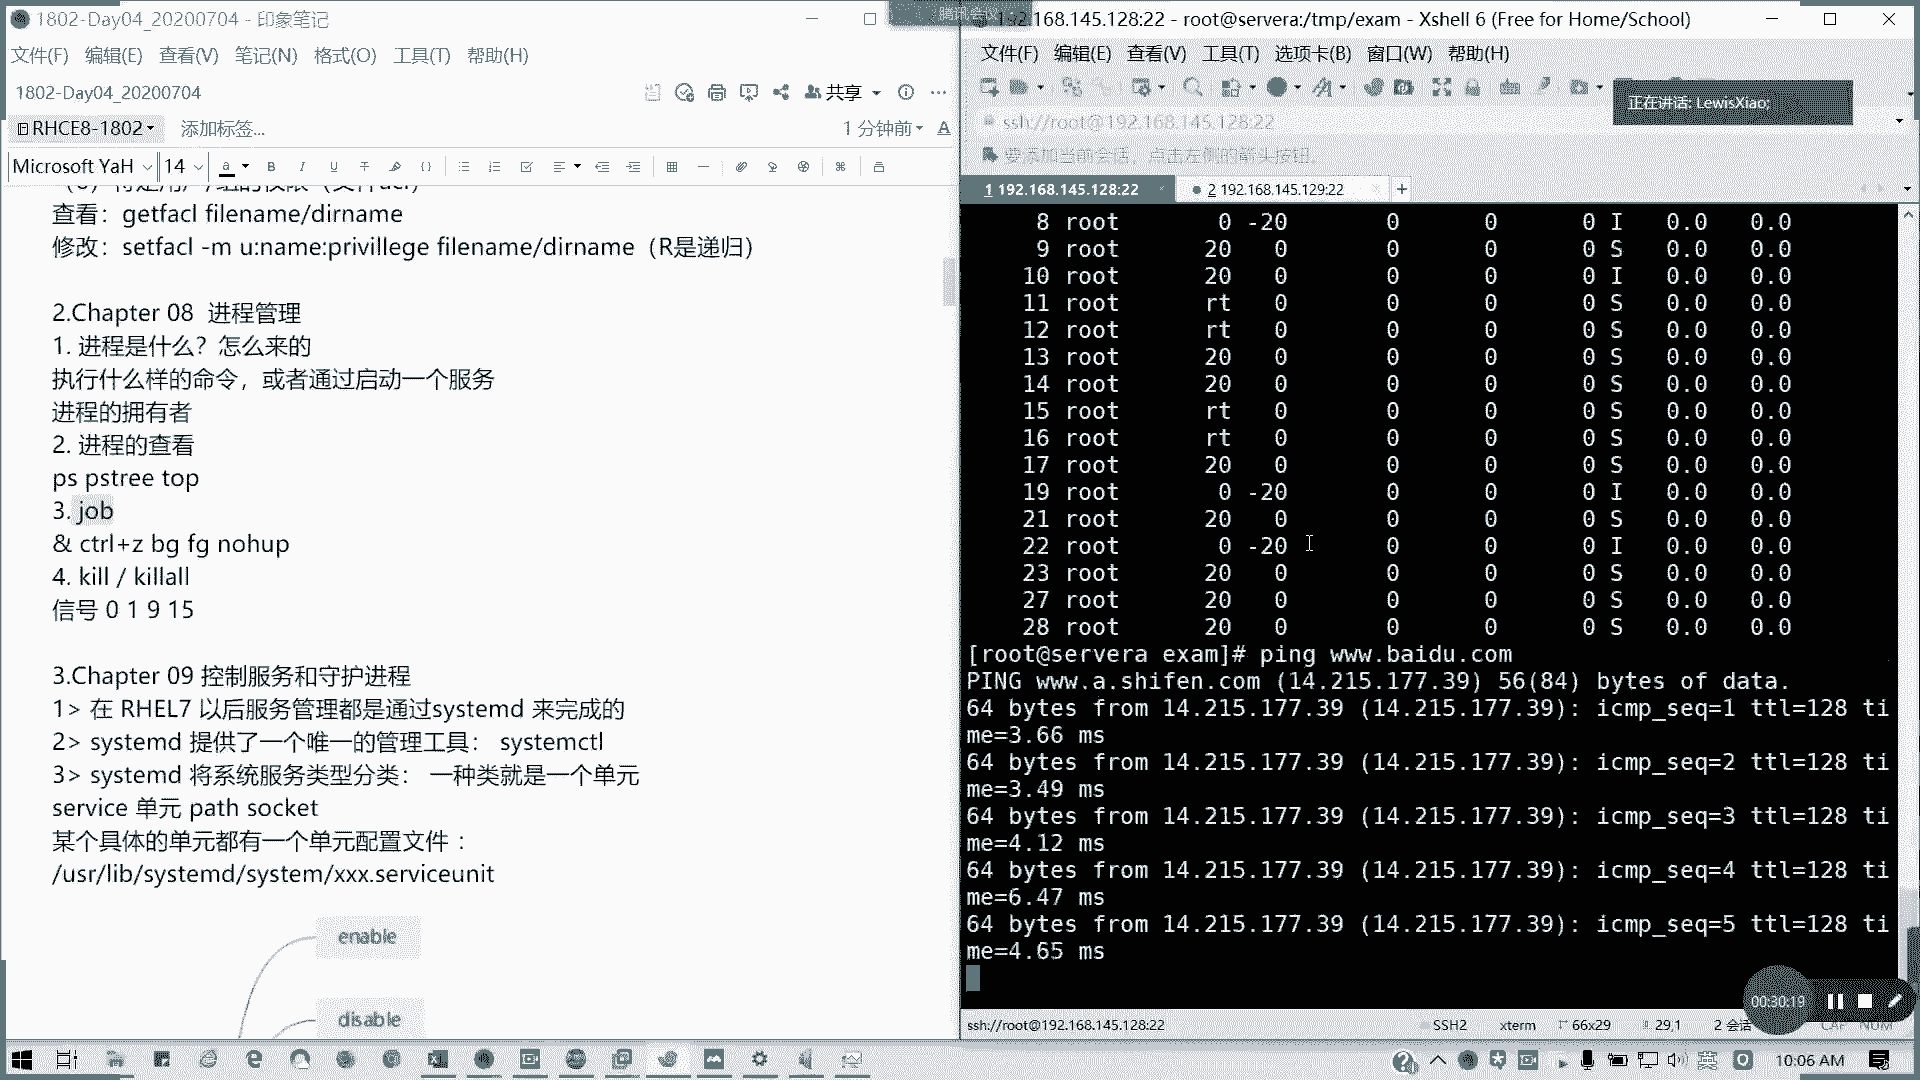 1802-Day04_20200704 - 印象笔记
文件(F) 编辑(E) 查看(V) 笔记(N) 格式(O) 工具(T) 帮助(H)
1802-Day04_20200704
共享
RHCE8-1802
添加标签...
1 分钟前
Microsoft YaH 14
查看：getfacl filename/dirname
修改：setfacl -m u:name:privillege filename/dirname（R是递归）
2.Chapter 08 进程管理
1. 进程是什么？怎么来的
执行什么样的命令，或者通过启动一个服务
进程的拥有者
2. 进程的查看
ps pstree top
3. job
& ctrl+z bg fg nohup
4. kill / killall
信号 0 1 9 15
3.Chapter 09 控制服务和守护进程
1> 在 RHEL7 以后服务管理都是通过systemd 来完成的
2> systemd 提供了一个唯一的管理工具： systemctl
3> systemd 将系统服务类型分类： 一种类就是一个单元
service 单元 path socket
某个具体的单元都有一个单元配置文件 ：
/usr/lib/systemd/system/xxx.serviceunit
enable
disable
腾讯会议
192.168.145.128:22 - root@servera:/tmp/exam - Xshell 6 (Free for Home/School)
文件(F) 编辑(E) 查看(V) 工具(T) 选项卡(B) 窗口(W) 帮助(H)
正在讲话: LewisXiao;
ssh://root@192.168.145.128:22
要添加当前会话，点击左侧的箭头按钮。
1 192.168.145.128:22
2 192.168.145.129:22
8 root 0 -20 0 0 0 I 0.0 0.0
9 root 20 0 0 0 0 S 0.0 0.0
10 root 20 0 0 0 0 I 0.0 0.0
11 root rt 0 0 0 0 S 0.0 0.0
12 root rt 0 0 0 0 S 0.0 0.0
13 root 20 0 0 0 0 S 0.0 0.0
14 root 20 0 0 0 0 S 0.0 0.0
15 root rt 0 0 0 0 S 0.0 0.0
16 root rt 0 0 0 0 S 0.0 0.0
17 root 20 0 0 0 0 S 0.0 0.0
19 root 0 -20 0 0 0 I 0.0 0.0
21 root 20 0 0 0 0 S 0.0 0.0
22 root 0 -20 0 0 0 I 0.0 0.0
23 root 20 0 0 0 0 S 0.0 0.0
27 root 20 0 0 0 0 S 0.0 0.0
28 root 20 0 0 0 0 S 0.0 0.0
[root@servera exam]# ping www.baidu.com
PING www.a.shifen.com (14.215.177.39) 56(84) bytes of data.
64 bytes from 14.215.177.39 (14.215.177.39): icmp_seq=1 ttl=128 ti
me=3.66 ms
64 bytes from 14.215.177.39 (14.215.177.39): icmp_seq=2 ttl=128 ti
me=3.49 ms
64 bytes from 14.215.177.39 (14.215.177.39): icmp_seq=3 ttl=128 ti
me=4.12 ms
64 bytes from 14.215.177.39 (14.215.177.39): icmp_seq=4 ttl=128 ti
me=6.47 ms
64 bytes from 14.215.177.39 (14.215.177.39): icmp_seq=5 ttl=128 ti
me=4.65 ms
00:30:19
ssh://root@192.168.145.128:22 SSH2 xterm 66x29 29,1 2 会话 CAP NUM
英
10:06 AM